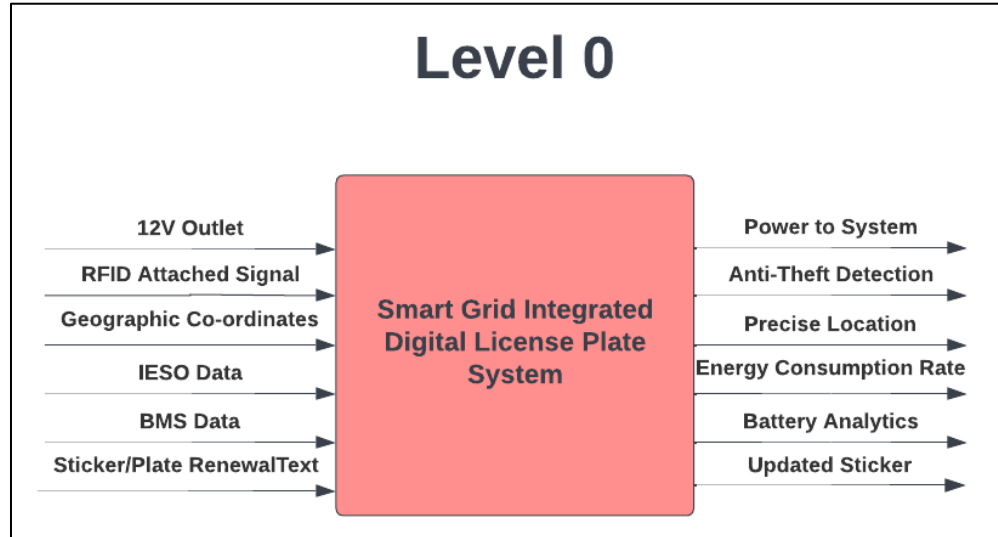 Level 0
12V Outlet
RFID Attached Signal
Geographic Co-ordinates
IESO Data
BMS Data
Sticker/Plate RenewalText
Smart Grid Integrated
Digital License Plate
System
Power to System
Anti-Theft Detection
Precise Location
Energy Consumption Rate
Battery Analytics
Updated Sticker